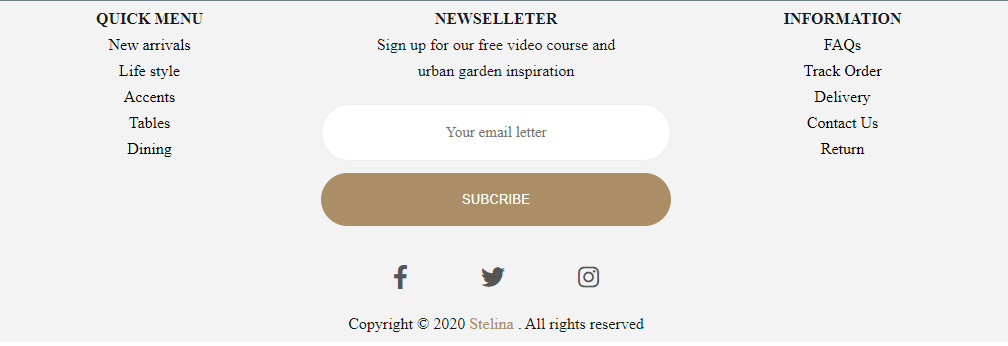 QUICK MENU
New arrivals
Life style
Accents
Tables
Dining
NEWSELLETER
Sign up for our free video course and
urban garden inspiration
Your email letter
SUBCRIBE
INFORMATION
FAQs
Track Order
Delivery
Contact Us
Return
Copyright © 2020 Stelina . All rights reserved